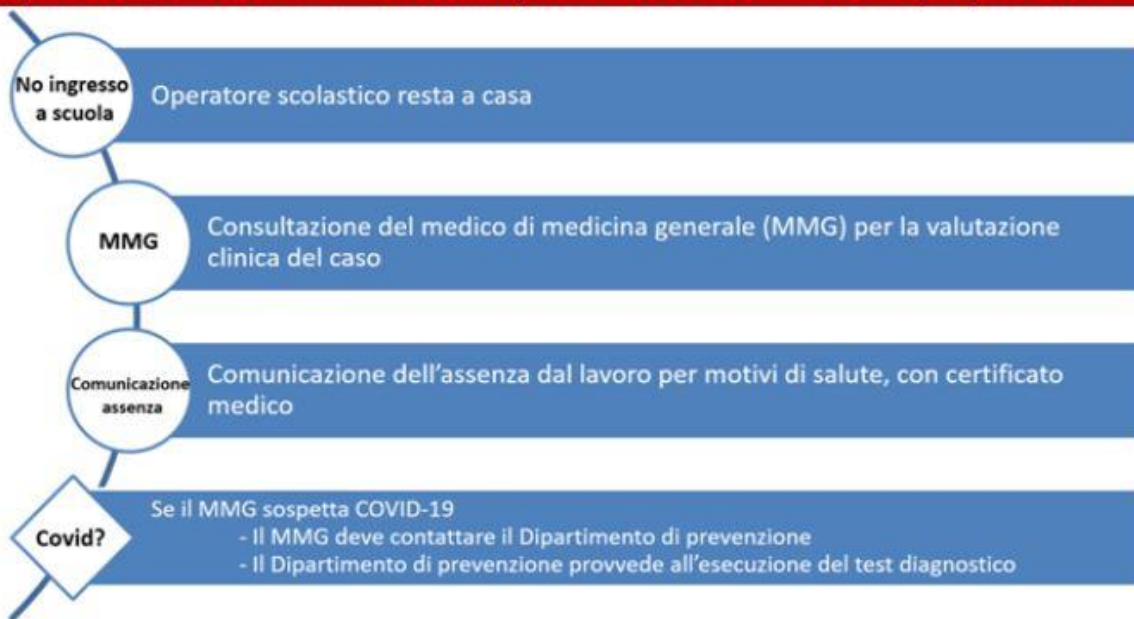 No ingresso
a scuola
Operatore scolastico resta a casa
MMG
Consultazione del medico di medicina generale (MMG) per la valutazione
clinica del caso
Comunicazione
assenza
Comunicazione dell'assenza dal lavoro per motivi di salute, con certificato
medico
Covid?
Se il MMG sospetta COVID-19
- Il MMG deve contattare il Dipartimento di prevenzione
- Il Dipartimento di prevenzione provvede all'esecuzione del test diagnostico